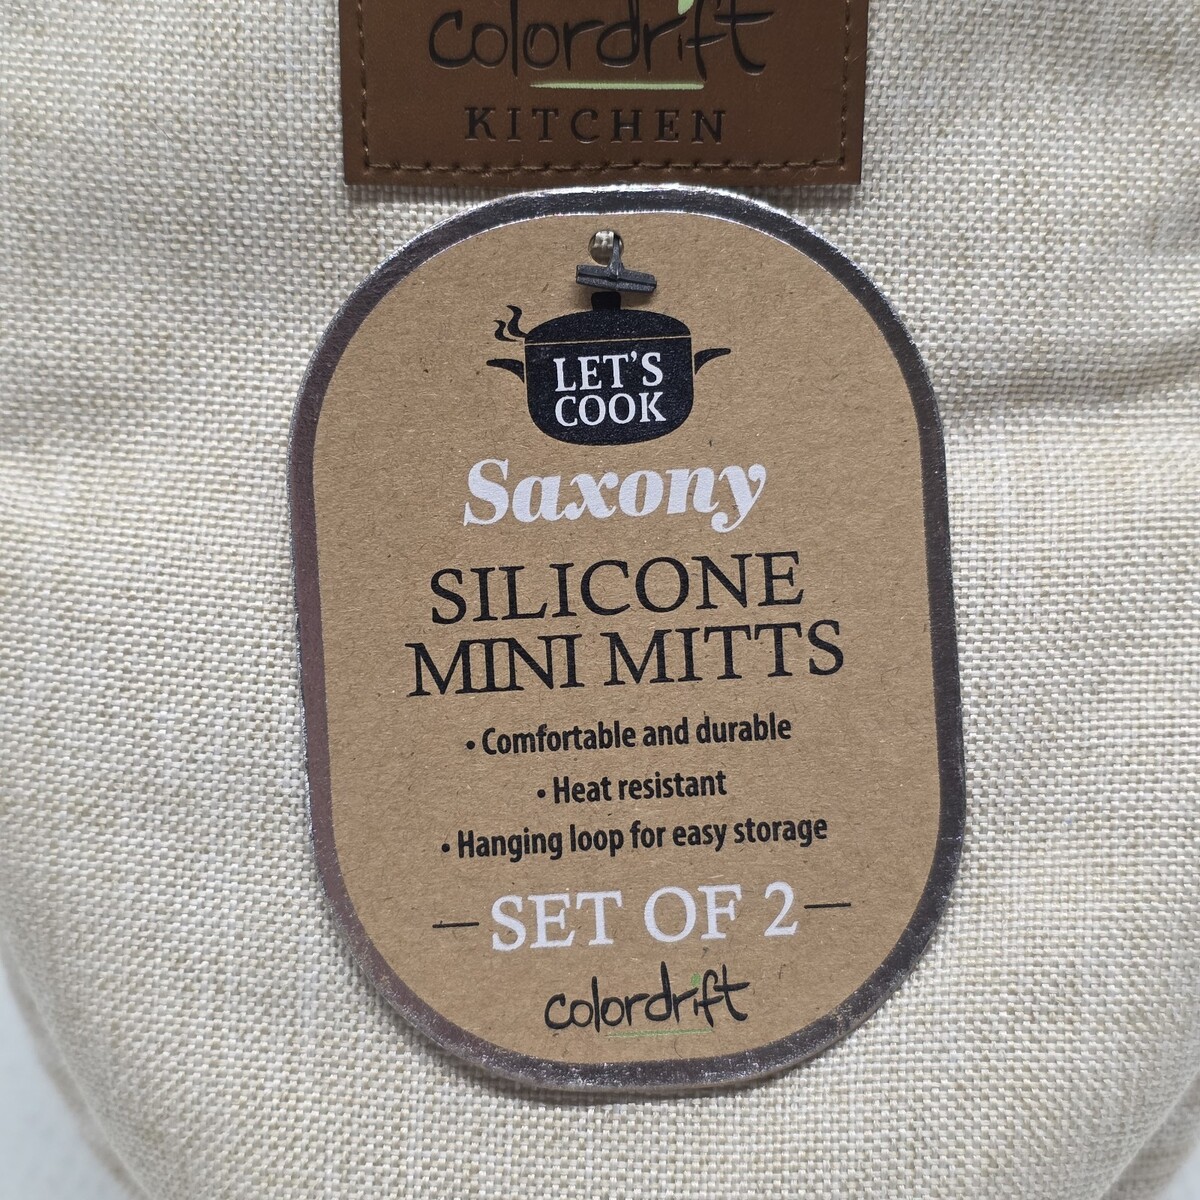 colordrift
KITCHEN
LET'S
COOK
Saxony
SILICONE
MINI MITTS
• Comfortable and durable
• Heat resistant
• Hanging loop for easy storage
— SET OF 2 —
colordrift